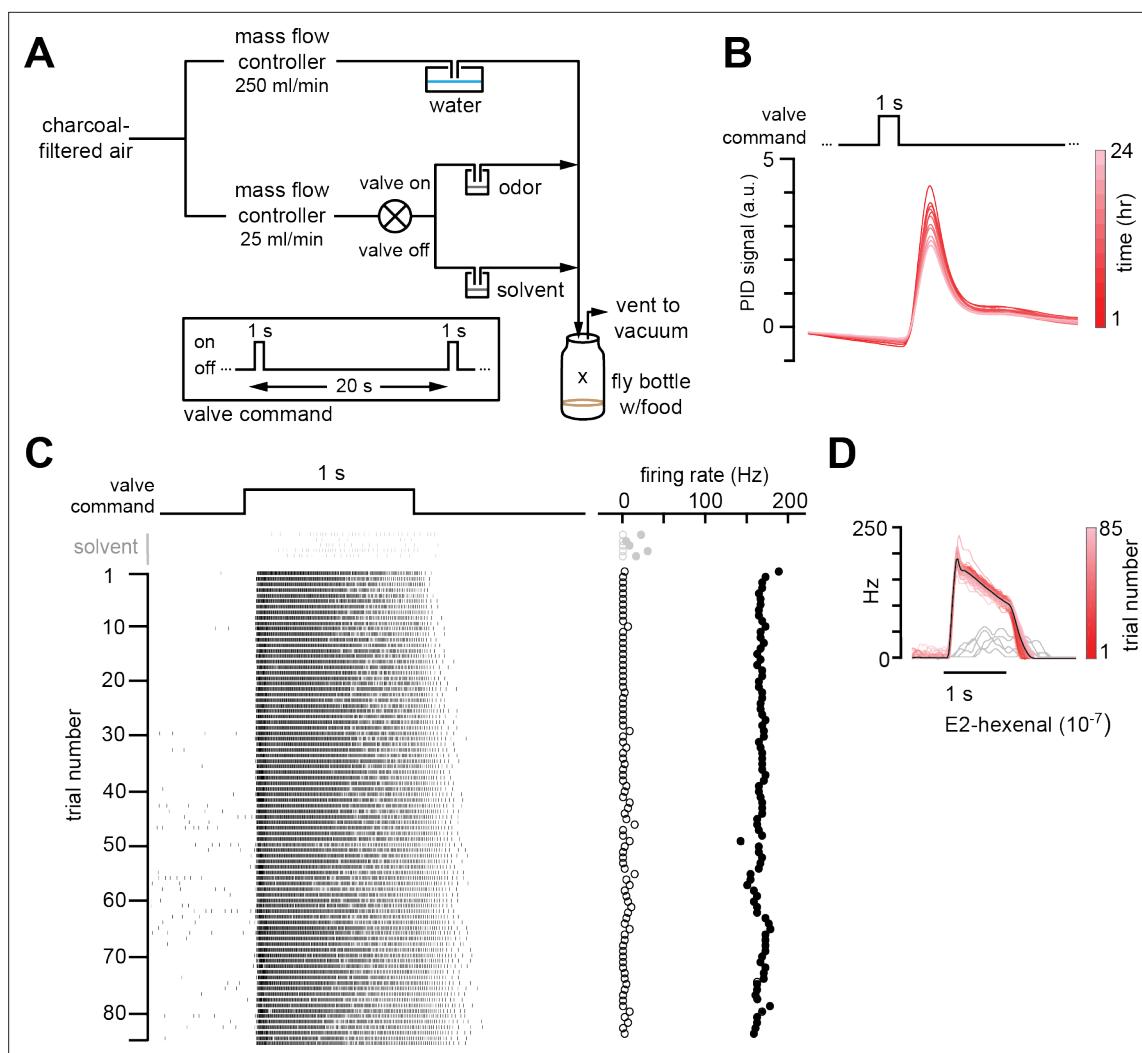 A
mass flow
controller
250 ml/min
water
charcoal-
filtered air
mass flow
controller
25 ml/min
valve on
valve off
odor
solvent
vent to
vacuum
x
fly bottle
w/food
on
off
...
1 s
1 s
...
20 s
valve command
B
1 s
valve
command
...
...
5
0
PID signal (a.u.)
24
1
time (hr)
C
1 s
valve
command
solvent
1
10
20
30
40
50
60
70
80
trial number
firing rate (Hz)
0
100
200
D
250
Hz
0
85
1
trial number
1 s
E2-hexenal (10-7)